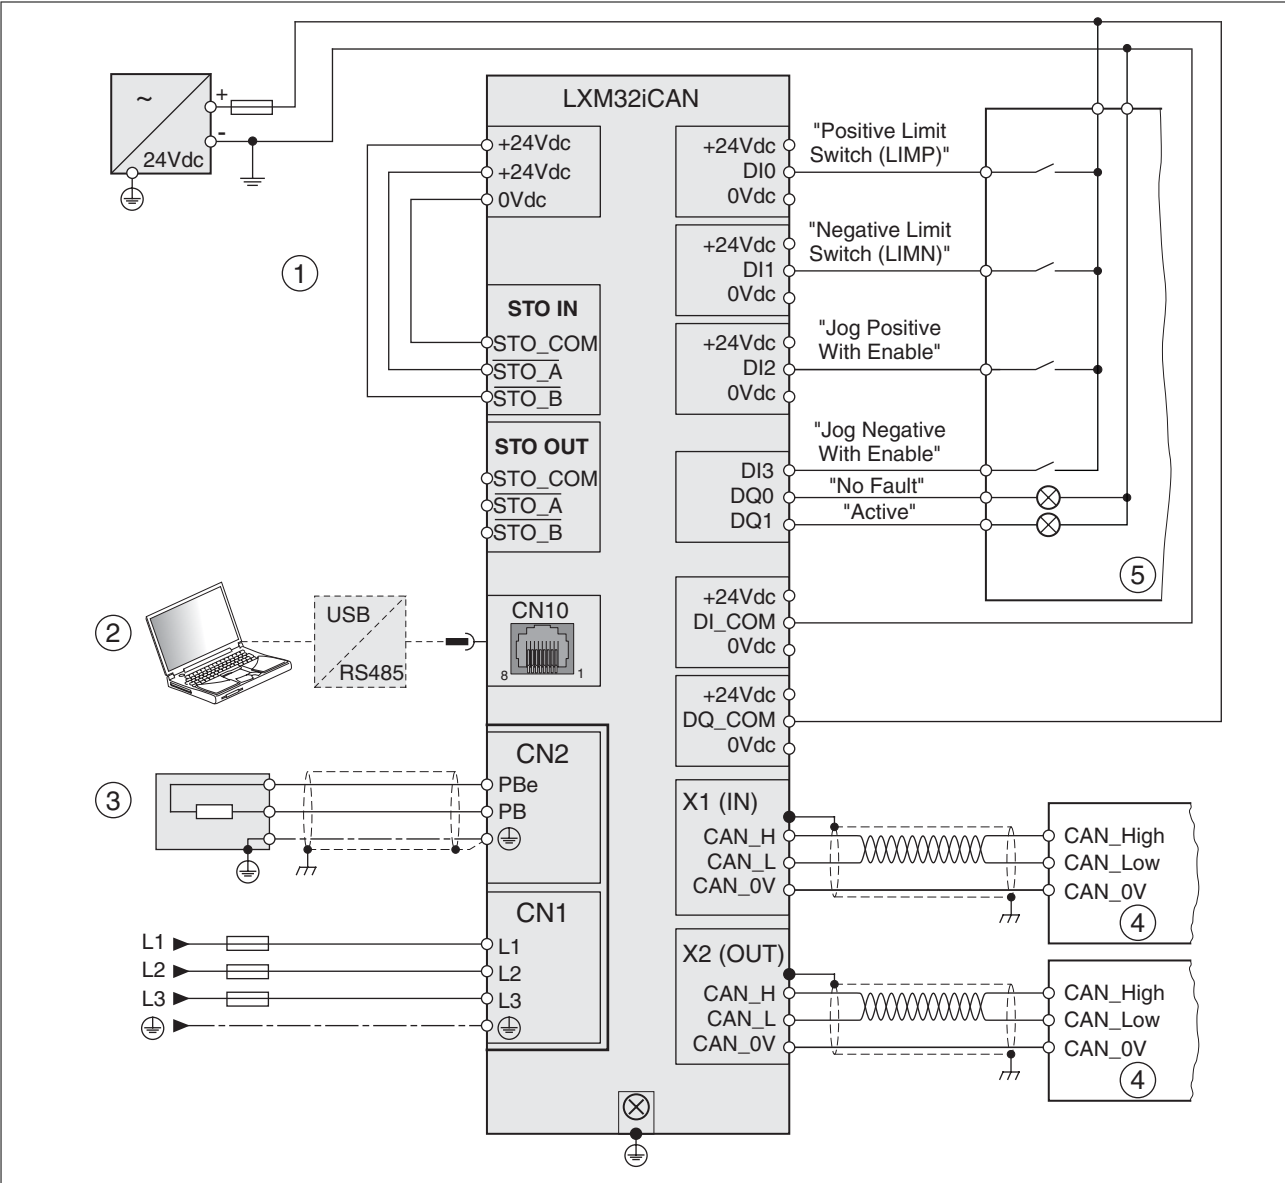 LXM32iCAN
~
+
-
24Vdc
+24Vdc
+24Vdc
0Vdc
1
STO IN
STO_COM
STO_A
STO_B
STO OUT
STO_COM
STO_A
STO_B
+24Vdc
DI0
0Vdc
"Positive Limit
Switch (LIMP)"
+24Vdc
DI1
0Vdc
"Negative Limit
Switch (LIMN)"
+24Vdc
DI2
0Vdc
"Jog Positive
With Enable"
"Jog Negative
With Enable"
DI3
DQ0
DQ1
"No Fault"
"Active"
5
2
USB
RS485
CN10
8
1
+24Vdc
DI_COM
0Vdc
+24Vdc
DQ_COM
0Vdc
3
CN2
PBe
PB
CN1
L1
L2
L3
L1
L2
L3
X1 (IN)
CAN_H
CAN_L
CAN_0V
CAN_High
CAN_Low
CAN_0V
4
X2 (OUT)
CAN_H
CAN_L
CAN_0V
CAN_High
CAN_Low
CAN_0V
4